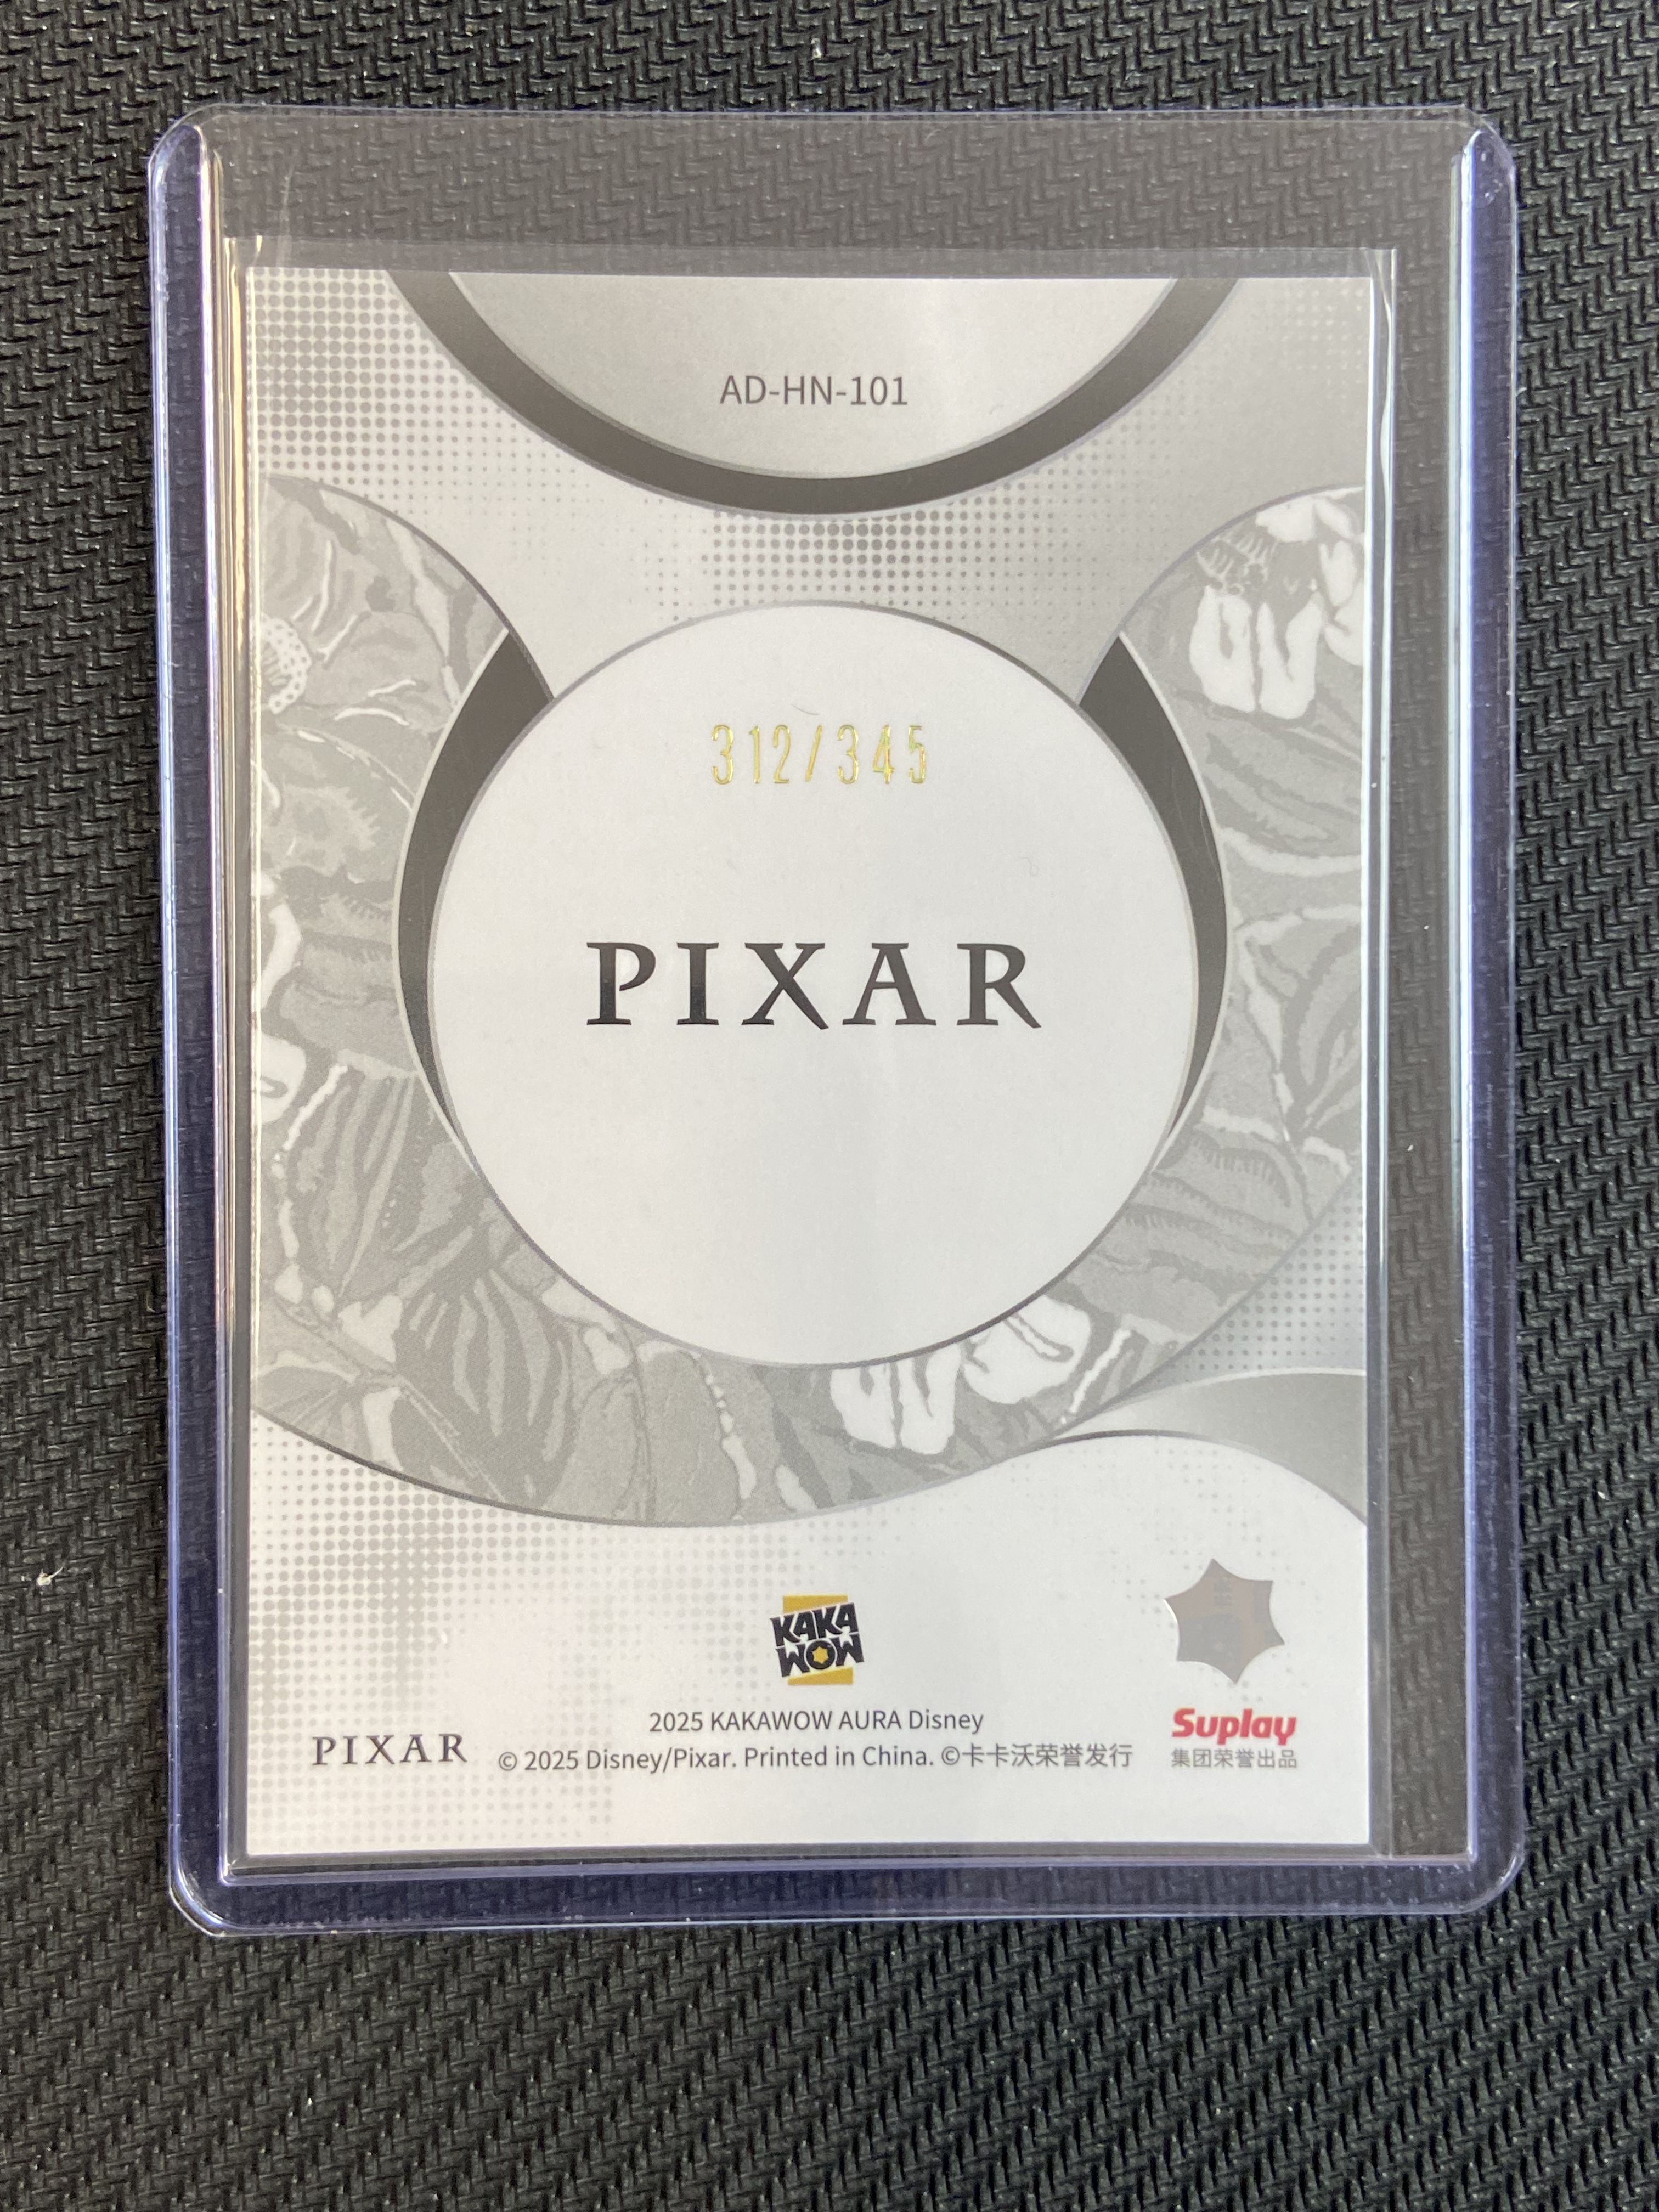 AD-HN-101
312/345
PIXAR
KAKA
WOW
2025 KAKAWOW AURA Disney
PIXAR
© 2025 Disney/Pixar. Printed in China. ©卡卡沃荣誉发行
Suplay
集团荣誉出品